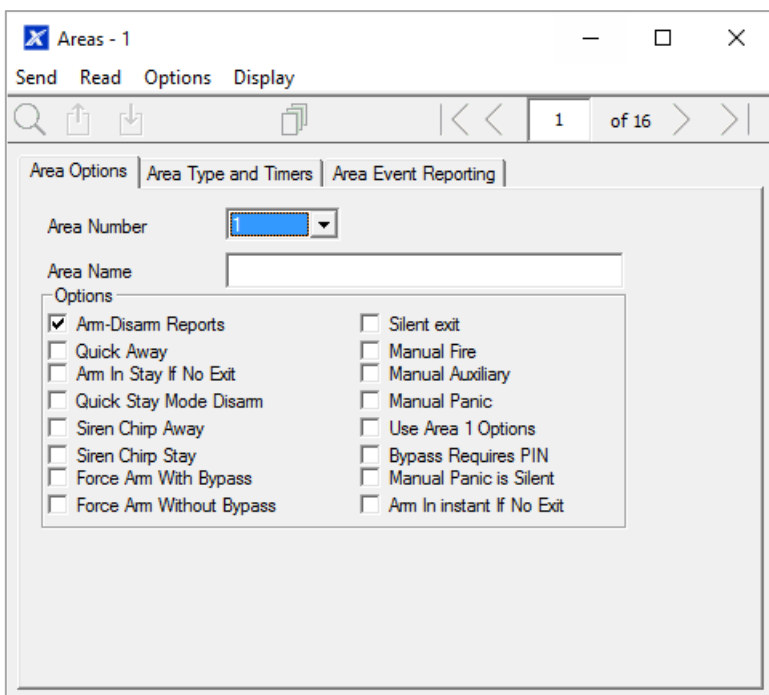 Areas - 1
Send Read Options Display
1 of 16
Area Options Area Type and Timers Area Event Reporting
Area Number 1
Area Name
Options
Arm-Disarm Reports Silent exit
Quick Away Manual Fire
Arm In Stay If No Exit Manual Auxiliary
Quick Stay Mode Disarm Manual Panic
Siren Chirp Away Use Area 1 Options
Siren Chirp Stay Bypass Requires PIN
Force Arm With Bypass Manual Panic is Silent
Force Arm Without Bypass Arm In instant If No Exit